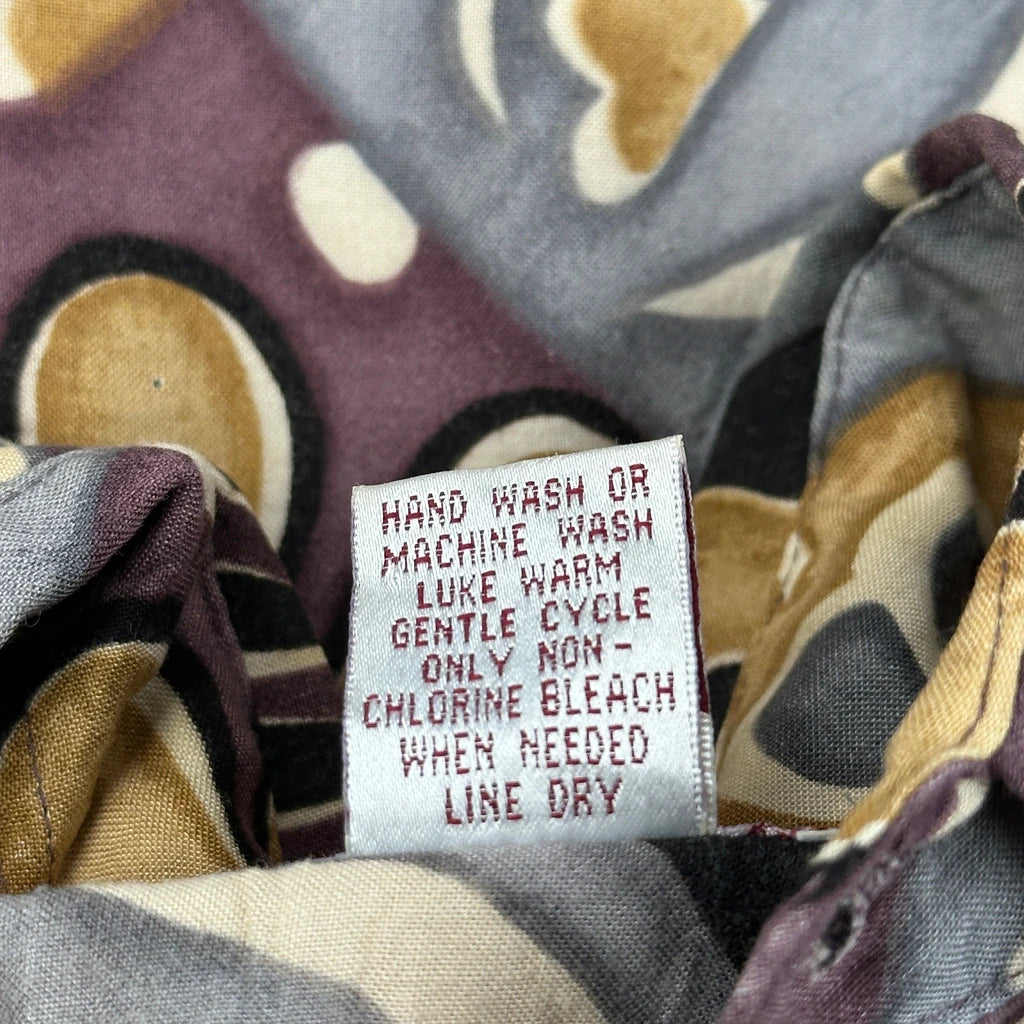 HAND WASH OR
MACHINE WASH
LUKE WARM
GENTLE CYCLE
ONLY NON-
CHLORINE BLEACH
WHEN NEEDED
LINE DRY